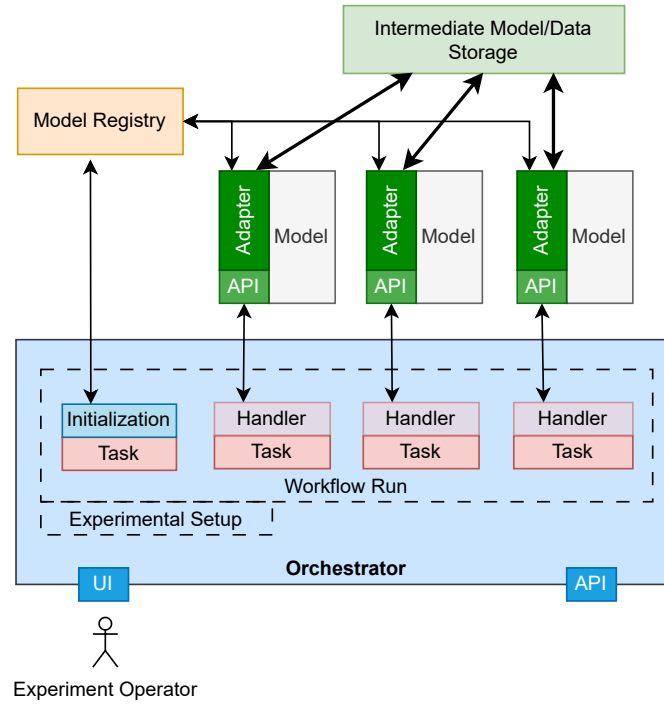 Intermediate Model/Data
Storage
Model Registry
Adapter
Model
API
Adapter
Model
API
Adapter
Model
API
Initialization
Task
Handler
Task
Handler
Task
Handler
Task
Workflow Run
Experimental Setup
Orchestrator
UI
API
Experiment Operator